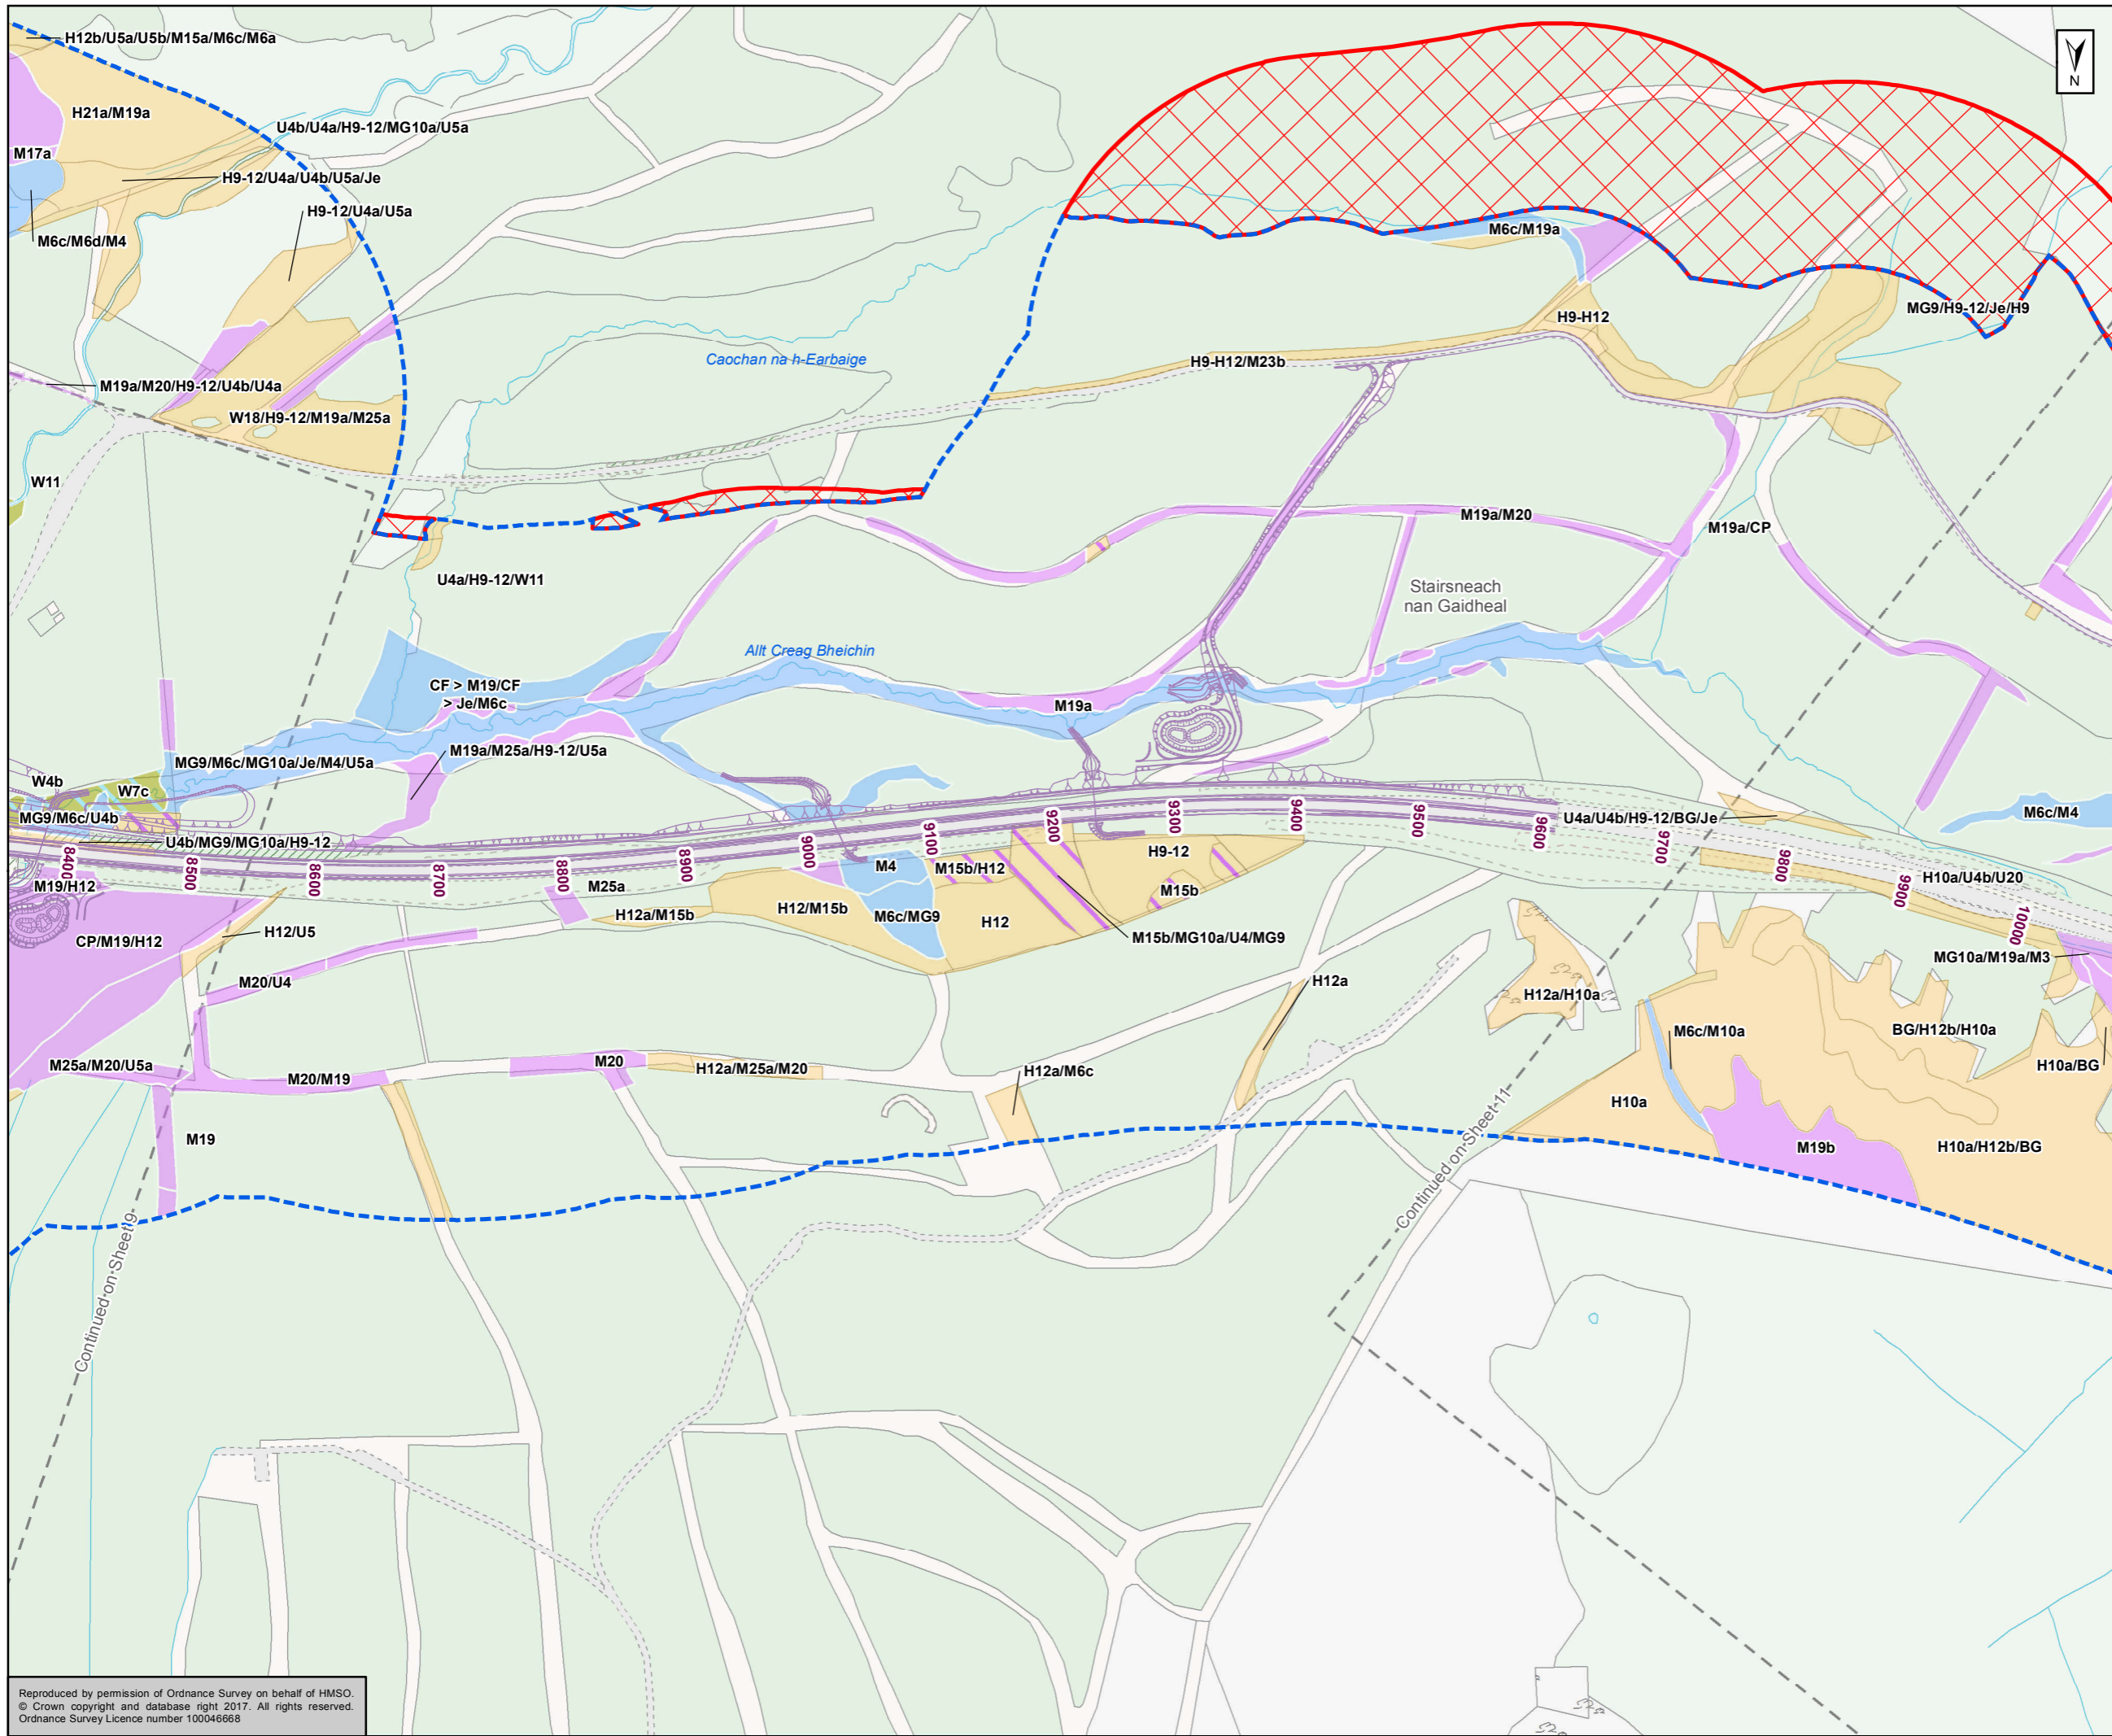 H12b/U5a/U5b/M15a/M6c/M6a
N
H21a/M19a
U4b/U4a/H9-12/MG10a/U5a
M17a
H9-12/U4a/U4b/U5a/Je
H9-12/U4a/U5a
M6c/M6d/M4
M6c/M19a
MG9/H9-12/Je/H9
H9-H12
Caochan na h-Earbaige
H9-H12/M23b
M19a/M20/H9-12/U4b/U4a
W18/H9-12/M19a/M25a
W11
M19a/M20
M19a/CP
U4a/H9-12/W11
Stairsneach
nan Gaidheal
Allt Creag Bheichin
CF > M19/CF
> Je/M6c
M19a
M19a/M25a/H9-12/U5a
MG9/M6c/MG10a/Je/M4/U5a
W4b
W7c
MG9/M6c/U4b
M6c/M4
U4a/U4b/H9-12/BG/Je
U4b/MG9/MG10a/H9-12
8400
8500
8600
8700
8800
8900
9000
9100
9200
9300
9400
9500
9600
9700
9800
9900
10000
M19/H12
M25a
M4
M15b/H12
H9-12
M15b
H10a/U4b/U20
H12a/M15b
H12/M15b
M6c/MG9
H12
H12/U5
CP/M19/H12
M15b/MG10a/U4/MG9
MG10a/M19a/M3
M20/U4
H12a
H12a/H10a
M6c/M10a
BG/H12b/H10a
M25a/M20/U5a
M20/M19
M20
H12a/M25a/M20
H12a/M6c
H10a/BG
H10a
M19
M19b
H10a/H12b/BG
Continued on Sheet 9
Continued on Sheet 11
Reproduced by permission of Ordnance Survey on behalf of HMSO.
© Crown copyright and database right 2017. All rights reserved.
Ordnance Survey Licence number 100046668